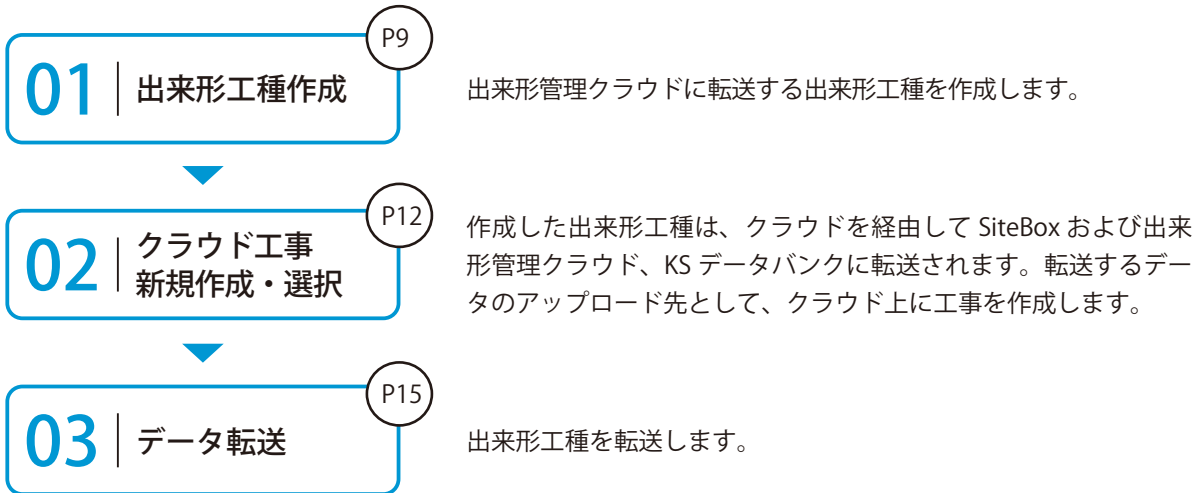 P9
01 出来形工種作成
出来形管理クラウドに転送する出来形工種を作成します。
P12
02 クラウド工事
新規作成・選択
作成した出来形工種は、クラウドを経由して SiteBox および出来
形管理クラウド、KS データバンクに転送されます。転送するデー
タのアップロード先として、クラウド上に工事を作成します。
P15
03 データ転送
出来形工種を転送します。